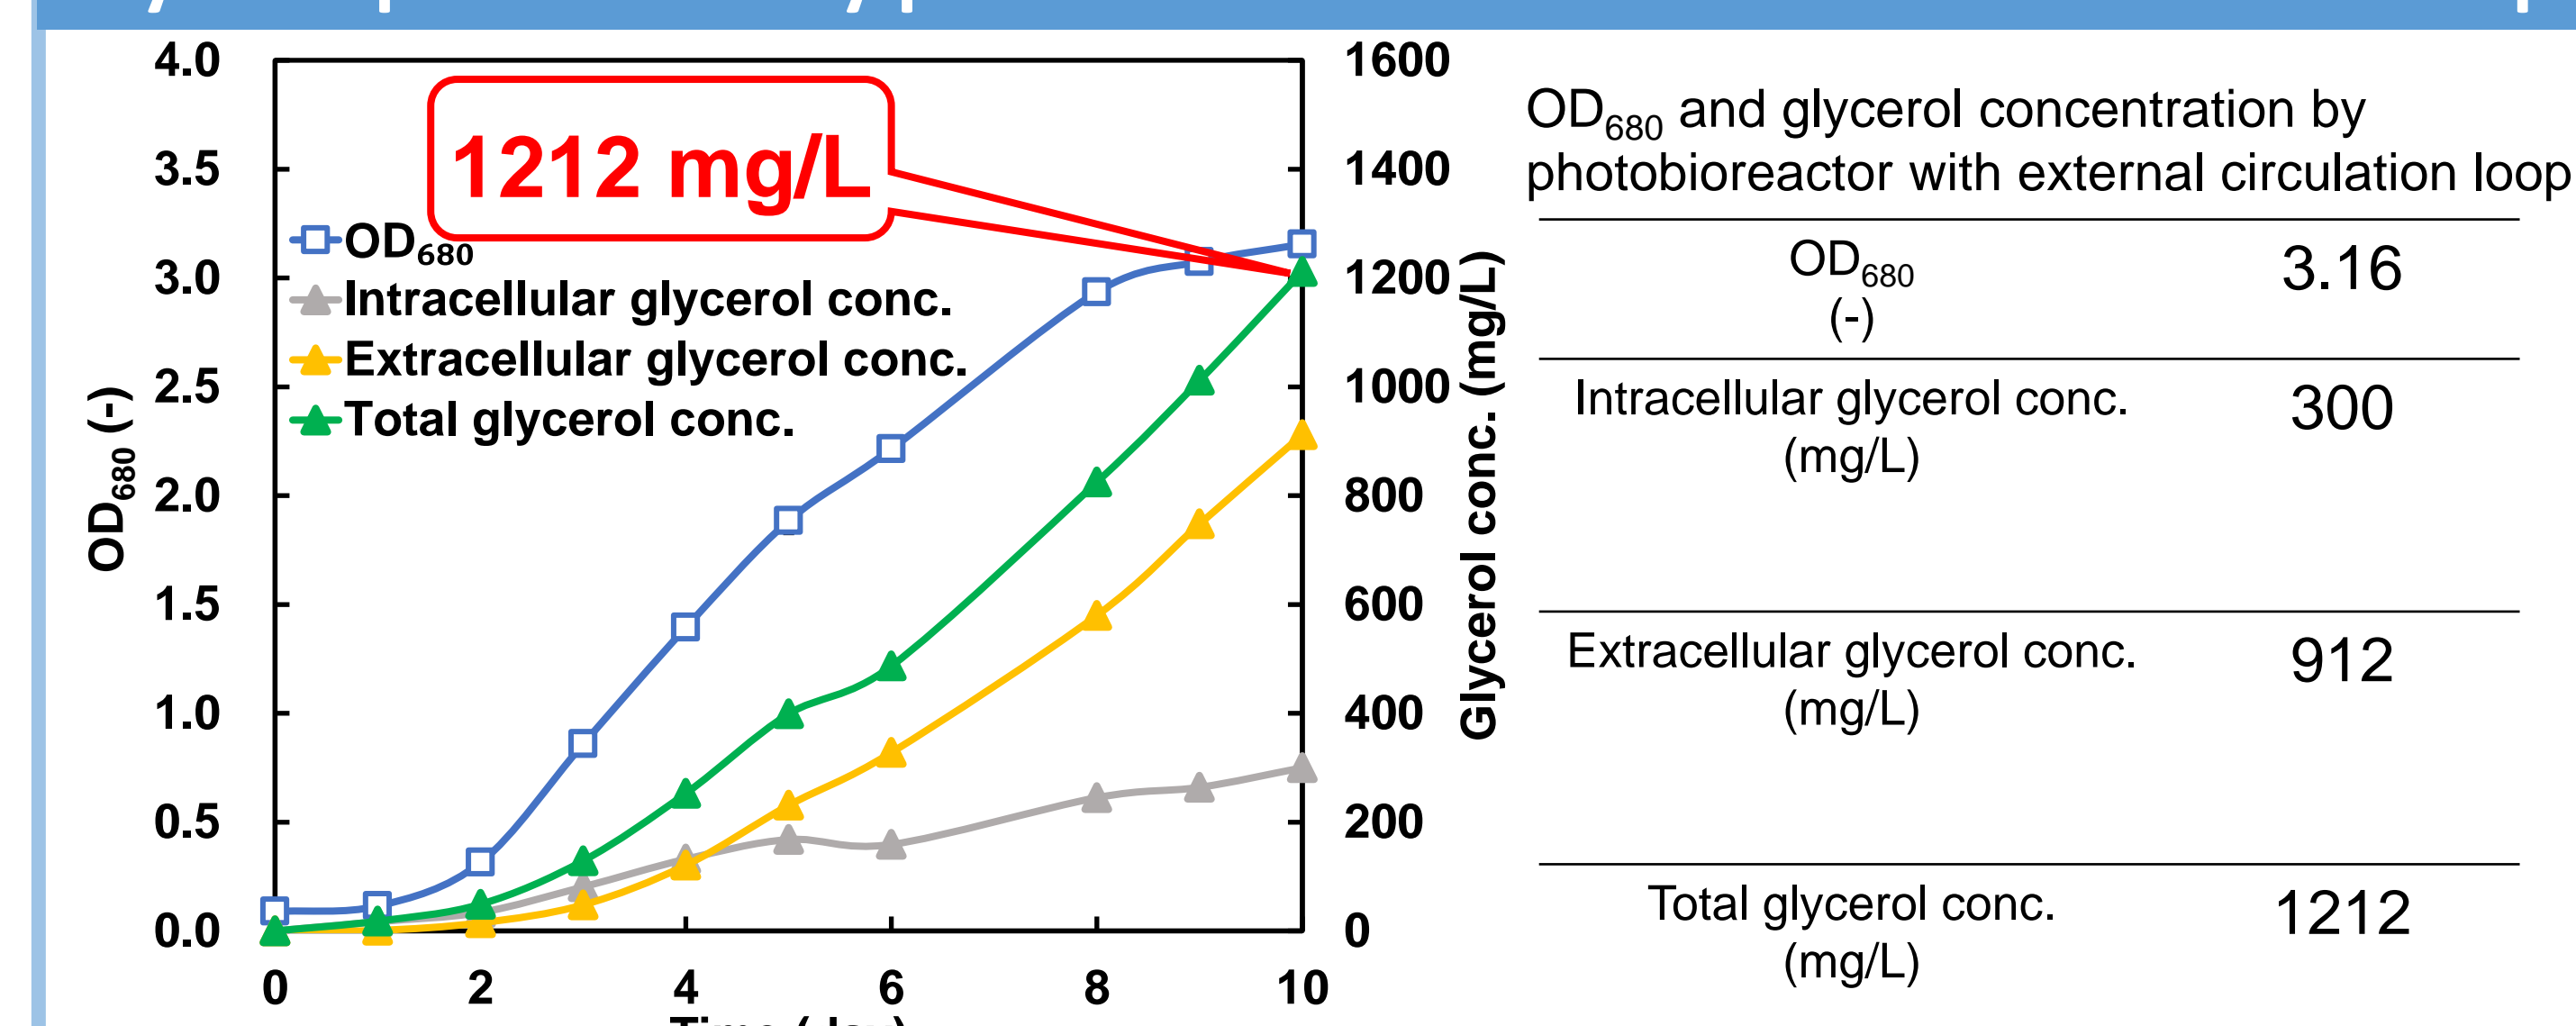 4.0
3.5
3.0
2.5
2.0
1.5
1.0
0.5
0.0
OD680 (-)
1212 mg/L
OD680
Intracellular glycerol conc.
Extracellular glycerol conc.
Total glycerol conc.
0 2 4 6 8 10
1600
1400
1200
1000
800
600
400
200
0
Glycerol conc. (mg/L)
OD680 and glycerol concentration by
photobioreactor with external circulation loop
OD680 3.16
(-)
Intracellular glycerol conc. 300
(mg/L)
Extracellular glycerol conc. 912
(mg/L)
Total glycerol conc. 1212
(mg/L)